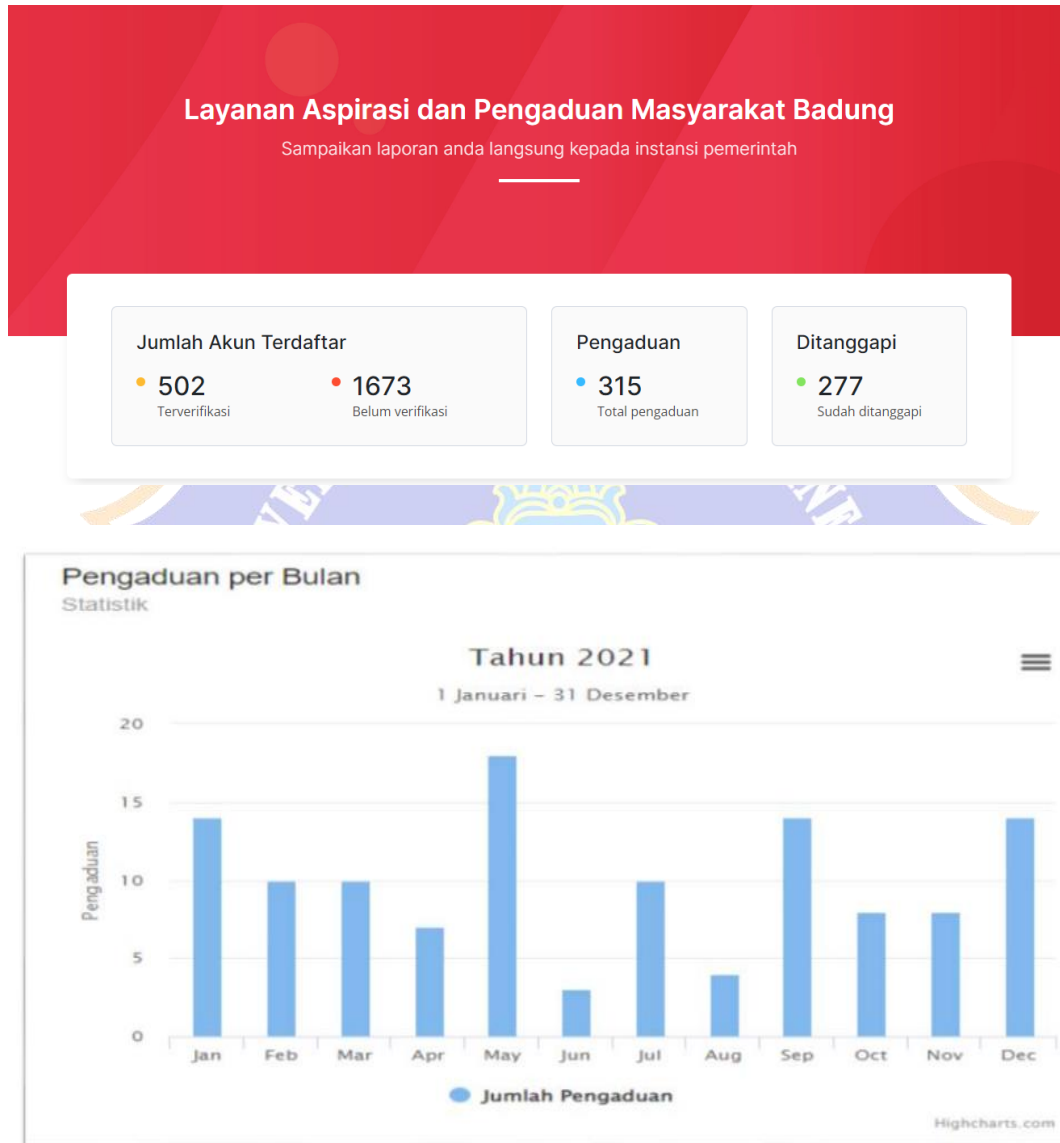 Layanan Aspirasi dan Pengaduan Masyarakat Badung
Sampaikan laporan anda langsung kepada instansi pemerintah
Jumlah Akun Terdaftar
502
Terverifikasi
1673
Belum verifikasi
Pengaduan
315
Total pengaduan
Ditanggapi
277
Sudah ditanggapi
Pengaduan per Bulan
Statistik
Tahun 2021
1 Januari – 31 Desember
Pengaduan
20
15
10
5
0
Jan Feb Mar Apr May Jun Jul Aug Sep Oct Nov Dec
Jumlah Pengaduan
Highcharts.com